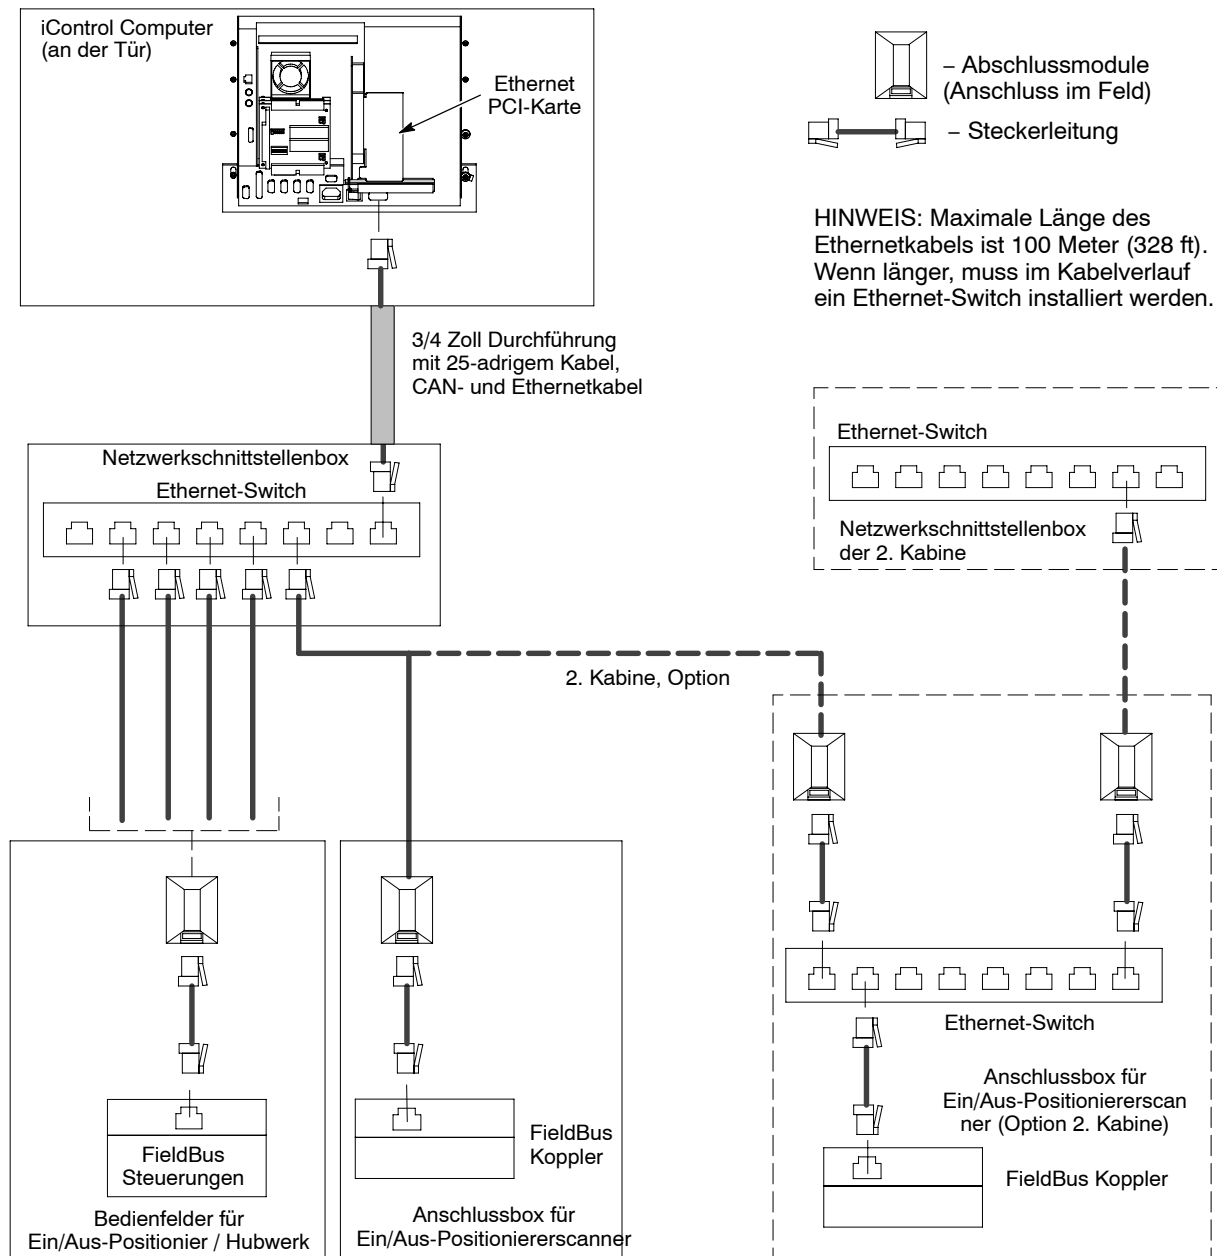 iControl Computer
(an der Tür)
Ethernet
PCI-Karte
– Abschlussmodule
(Anschluss im Feld)
– Steckerleitung
HINWEIS: Maximale Länge des
Ethernetkabels ist 100 Meter (328 ft).
Wenn länger, muss im Kabelverlauf
ein Ethernet-Switch installiert werden.
3/4 Zoll Durchführung
mit 25-adrigem Kabel,
CAN- und Ethernetkabel
Netzwerkschnittstellenbox
Ethernet-Switch
Ethernet-Switch
Netzwerkschnittstellenbox
der 2. Kabine
2. Kabine, Option
FieldBus
Steuerungen
Bedienfelder für
Ein/Aus-Positionier / Hubwerk
FieldBus
Koppler
Anschlussbox für
Ein/Aus-Positioniererscanner
Ethernet-Switch
Anschlussbox für
Ein/Aus-Positioniererscan
ner (Option 2. Kabine)
FieldBus Koppler